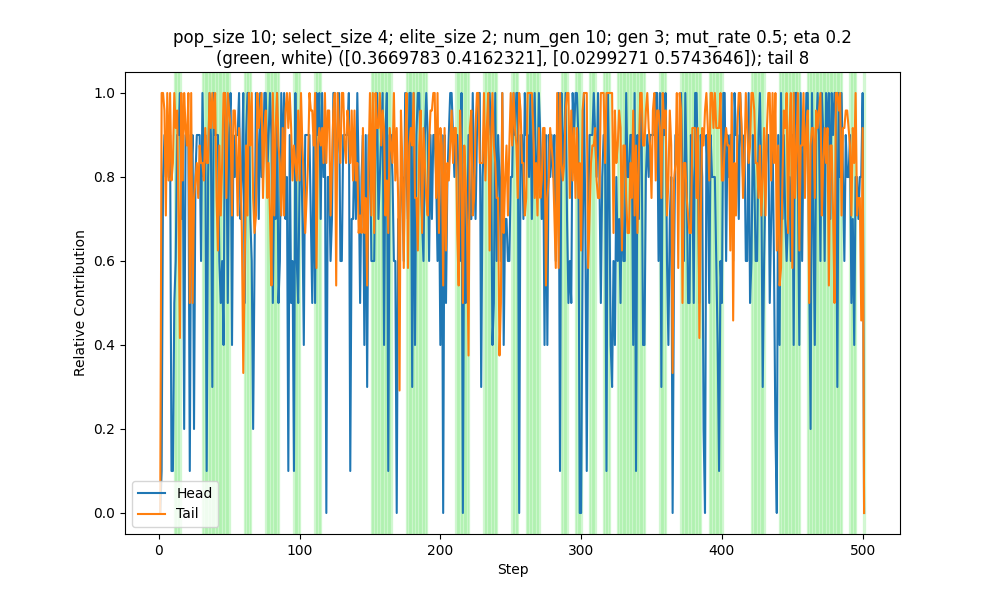 pop_size 10; select_size 4; elite_size 2; num_gen 10; gen 3; mut_rate 0.5; eta 0.2
(green, white) ([0.3669783 0.4162321], [0.0299271 0.5743646]); tail 8
1.0
0.8
0.6
0.4
0.2
0.0
Relative Contribution
Head
Tail
0
100
200
300
400
500
Step